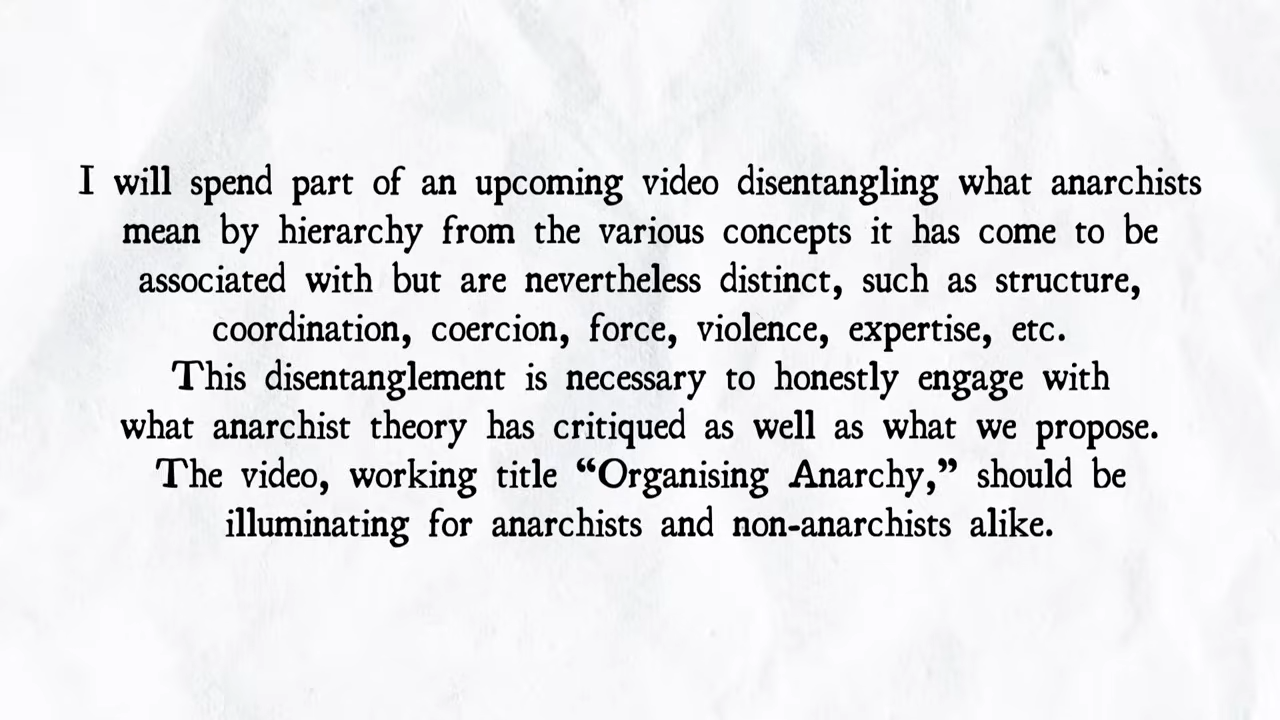 I will spend part of an upcoming video disentangling what anarchists
mean by hierarchy from the various concepts it has come to be
associated with but are nevertheless distinct, such as structure,
coordination, coercion, force, violence, expertise, etc.
This disentanglement is necessary to honestly engage with
what anarchist theory has critiqued as well as what we propose.
The video, working title “Organising Anarchy,” should be
illuminating for anarchists and non-anarchists alike.